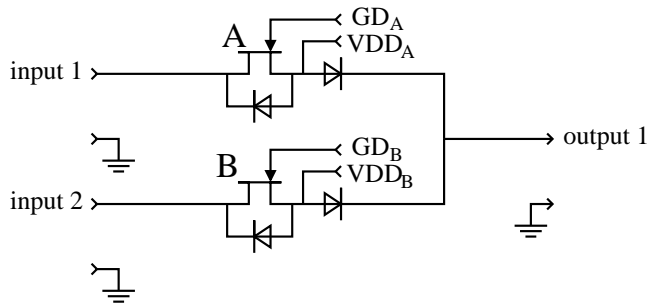 GD_A
A
VDD_A
input 1
output 1
GD_B
B
VDD_B
input 2